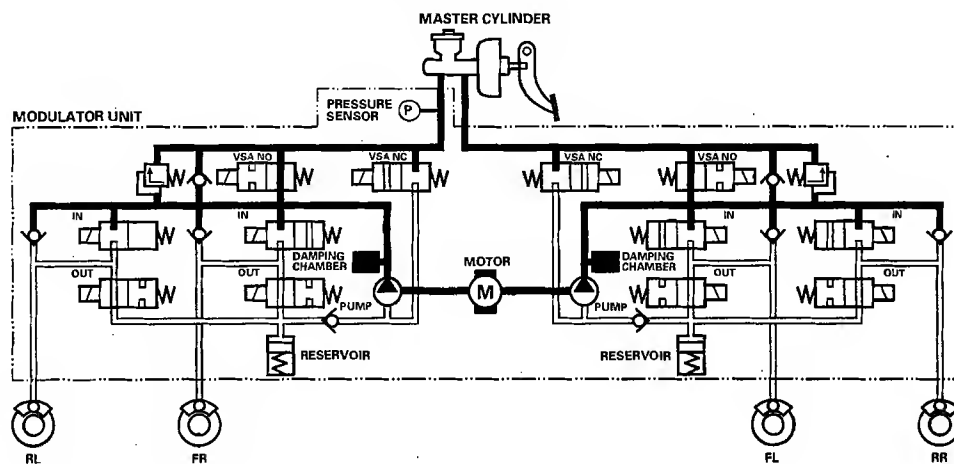 MASTER CYLINDER
PRESSURE
SENSOR
P
MODULATOR UNIT
VSA NO
VSA NC
VSA NC
VSA NO
IN
IN
IN
IN
DAMPING
CHAMBER
MOTOR
DAMPING
CHAMBER
OUT
OUT
OUT
OUT
M
PUMP
PUMP
RESERVOIR
RESERVOIR
RL
FR
FL
RR